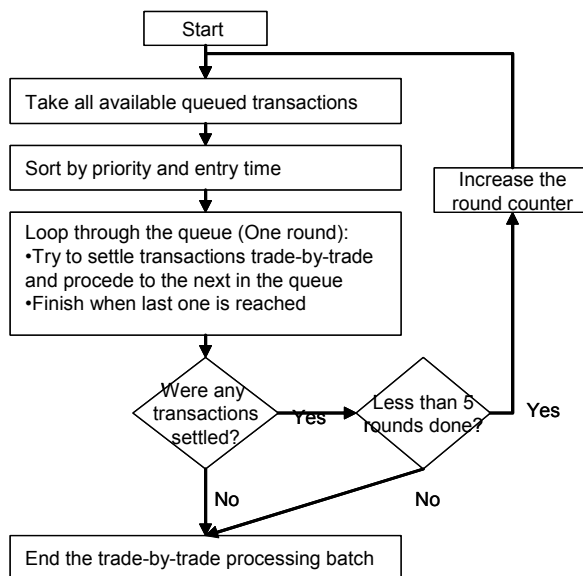 Start
Take all available queued transactions
Sort by priority and entry time
Increase the
round counter
Loop through the queue (One round):
•Try to settle transactions trade-by-trade
and procede to the next in the queue
•Finish when last one is reached
Were any
transactions
settled?
Yes
Less than 5
rounds done?
Yes
No
No
End the trade-by-trade processing batch